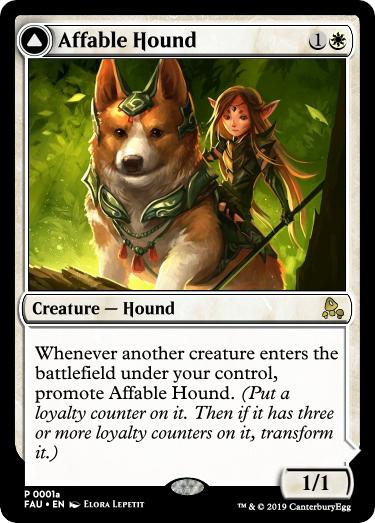 Affable Hound 1
Creature — Hound
Whenever another creature enters the
battlefield under your control,
promote Affable Hound. (Put a
loyalty counter on it. Then if it has three
or more loyalty counters on it, transform
it.)
1/1
P 0001a
FAU • EN Elora Lepetit
™ & © 2019 CanterburyEgg